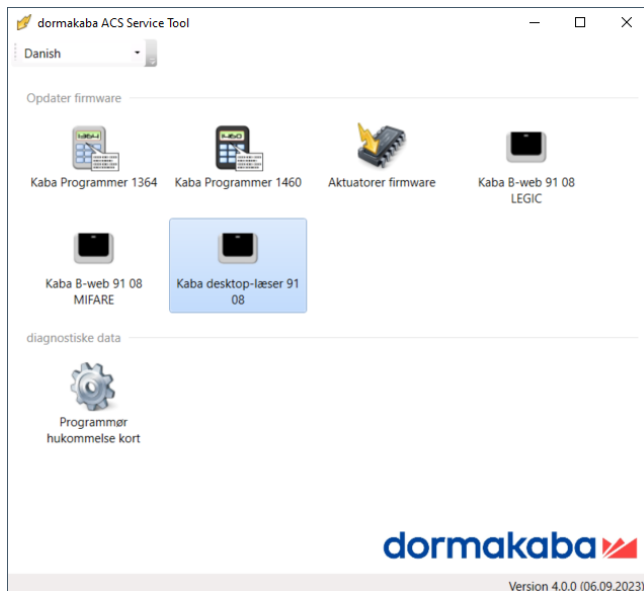 dormakaba ACS Service Tool
Danish
Opdater firmware
1364
1460
Kaba Programmer 1364
Kaba Programmer 1460
Aktuatorer firmware
Kaba B-web 91 08
LEGIC
Kaba B-web 91 08
MIFARE
Kaba desktop-læser 91
08
diagnostiske data
Programmør
hukommelse kort
dormakaba
Version 4.0.0 (06.09.2023)